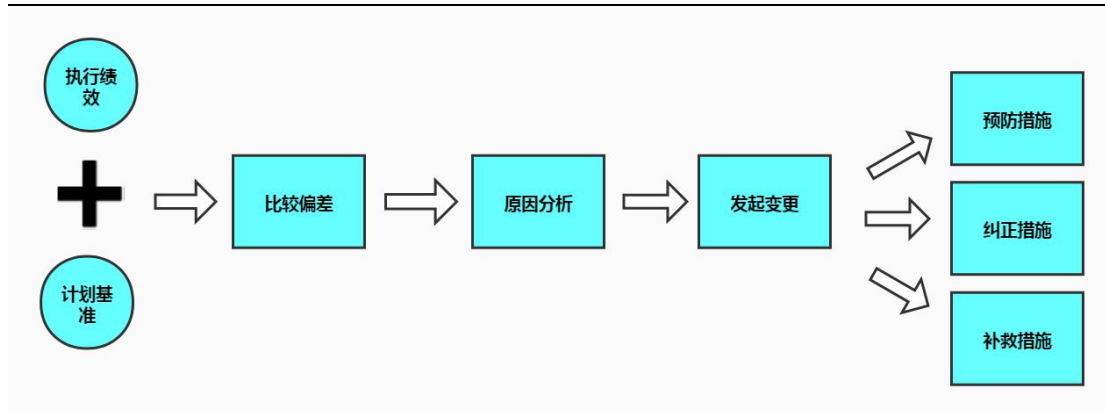 执行绩
效
计划基
准
比较偏差
原因分析
发起变更
预防措施
纠正措施
补救措施